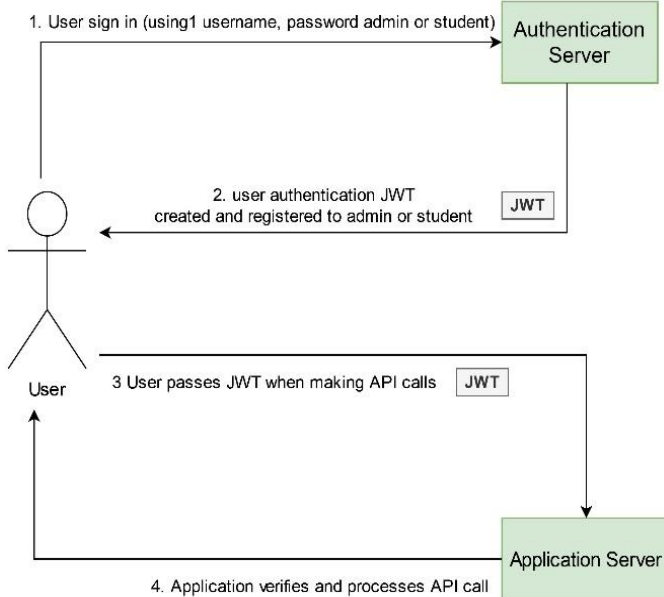 1. User sign in (using1 username, password admin or student)
Authentication
Server
2. user authentication JWT
created and registered to admin or student
JWT
User
3 User passes JWT when making API calls
JWT
Application Server
4. Application verifies and processes API call